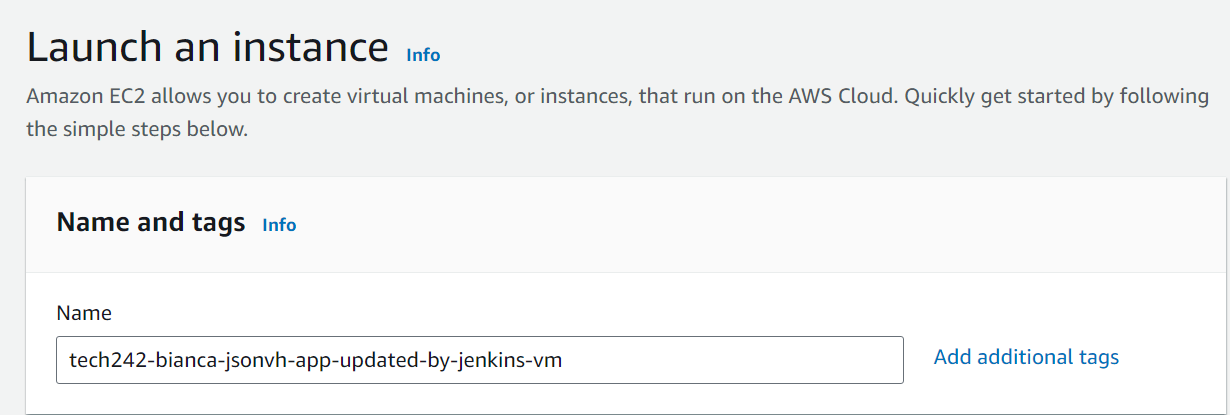 Launch an instance Info
Amazon EC2 allows you to create virtual machines, or instances, that run on the AWS Cloud. Quickly get started by following
the simple steps below.
Name and tags Info
Name
tech242-bianca-jsonvh-app-updated-by-jenkins-vm
Add additional tags